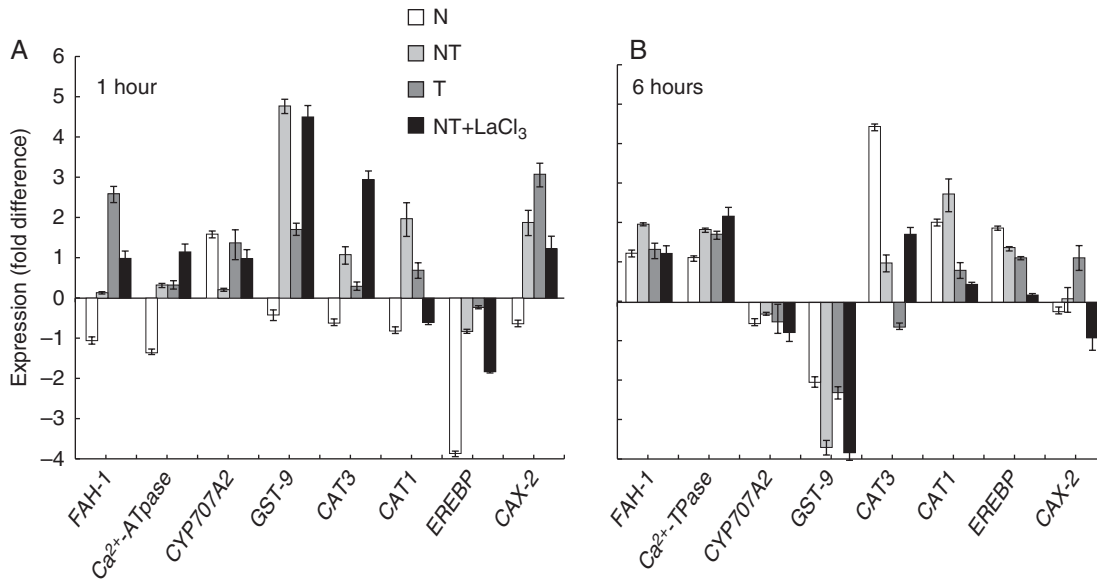 A
1 hour
N
NT
T
NT+LaCl₃
B
6 hours
Expression (fold difference)
6
5
4
3
2
1
0
–1
–2
–3
–4
FAH-1
Ca²⁺-ATpase
CYP707A2
GST-9
CAT3
CAT1
EREBP
CAX-2
FAH-1
Ca²⁺-TPase
CYP707A2
GST-9
CAT3
CAT1
EREBP
CAX-2